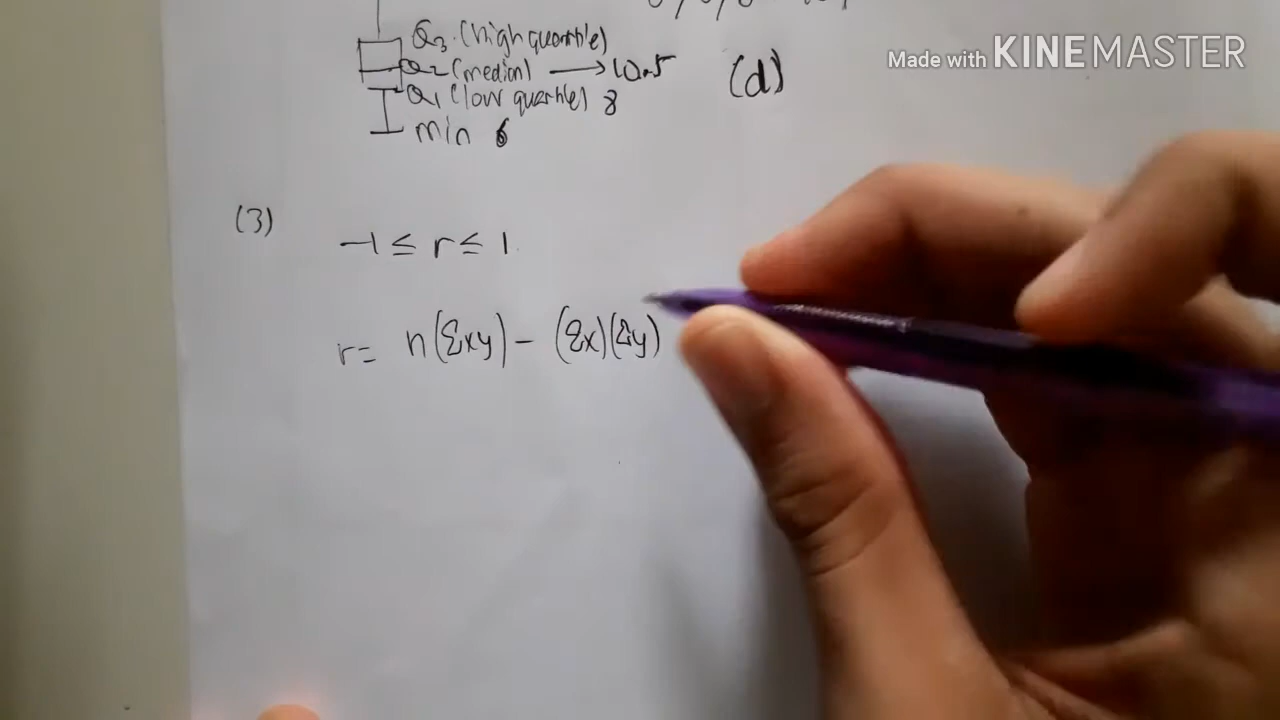 Made with KINEMASTER
Q3 (high quartile)
Q2 (median) → 10.5 (d)
Q1 (low quartile) 8
min 6
(3)
-1 ≤ r ≤ 1
r= n(Σxy) - (Σx)(Σy)